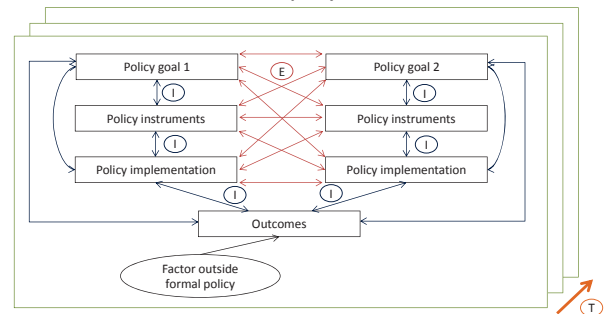 Policy goal 1
E
Policy goal 2
I
I
Policy instruments
Policy instruments
I
I
Policy implementation
Policy implementation
I
I
Outcomes
Factor outside
formal policy
T